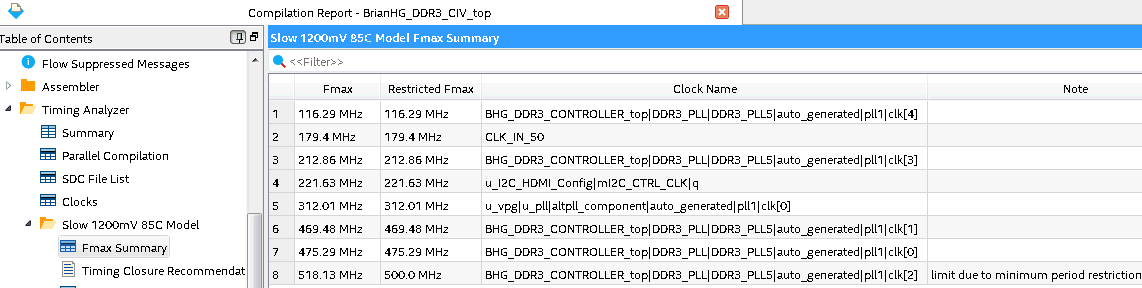 Compilation Report - BrianHG_DDR3_CIV_top
Table of Contents
Flow Suppressed Messages
Assembler
Timing Analyzer
Summary
Parallel Compilation
SDC File List
Clocks
Slow 1200mV 85C Model
Fmax Summary
Timing Closure Recommendat
Slow 1200mV 85C Model Fmax Summary
<<Filter>>
Fmax Restricted Fmax Clock Name Note
1 116.29 MHz 116.29 MHz BHG_DDR3_CONTROLLER_top|DDR3_PLL|DDR3_PLL5|auto_generated|pll1|clk[4]
2 179.4 MHz 179.4 MHz CLK_IN_50
3 212.86 MHz 212.86 MHz BHG_DDR3_CONTROLLER_top|DDR3_PLL|DDR3_PLL5|auto_generated|pll1|clk[3]
4 221.63 MHz 221.63 MHz u_I2C_HDMI_Config|mI2C_CTRL_CLK|q
5 312.01 MHz 312.01 MHz u_vpg|u_pll|altpll_component|auto_generated|pll1|clk[0]
6 469.48 MHz 469.48 MHz BHG_DDR3_CONTROLLER_top|DDR3_PLL|DDR3_PLL5|auto_generated|pll1|clk[1]
7 475.29 MHz 475.29 MHz BHG_DDR3_CONTROLLER_top|DDR3_PLL|DDR3_PLL5|auto_generated|pll1|clk[0]
8 518.13 MHz 500.0 MHz BHG_DDR3_CONTROLLER_top|DDR3_PLL|DDR3_PLL5|auto_generated|pll1|clk[2] limit due to minimum period restriction